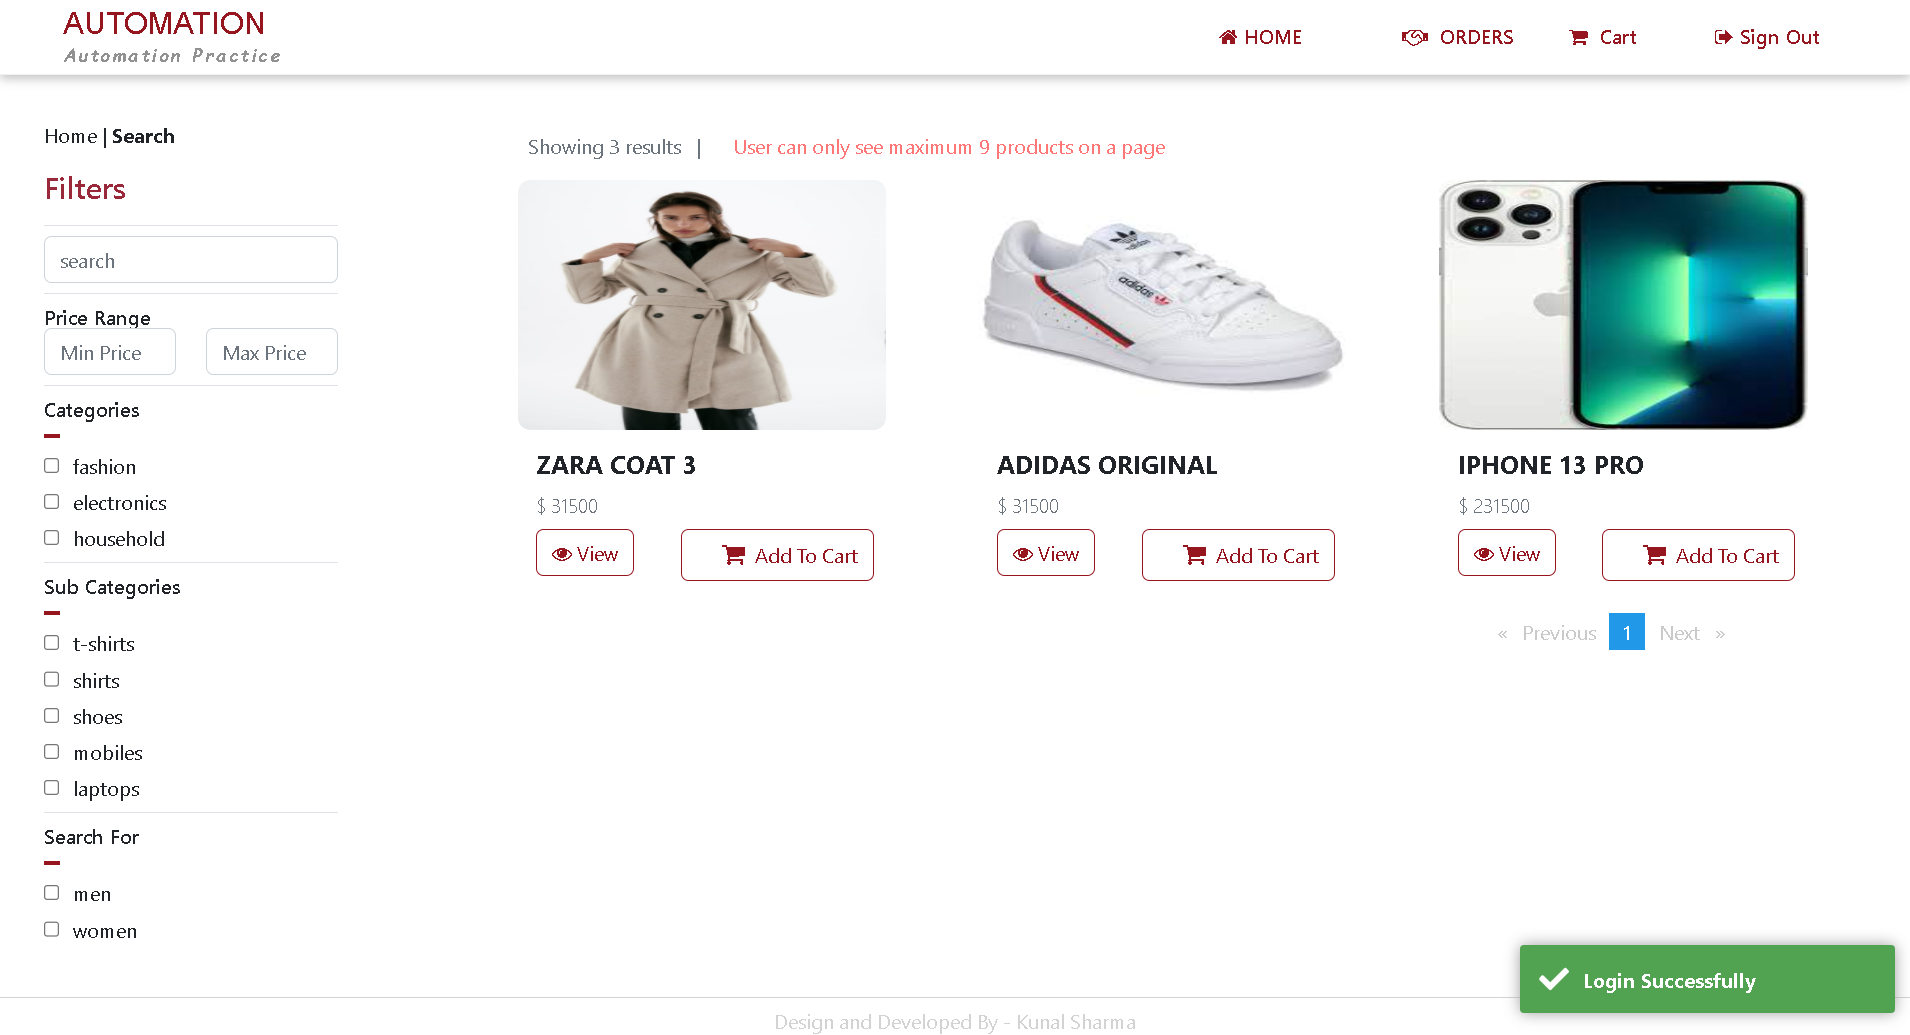 AUTOMATION
Automation Practice
HOME
ORDERS
Cart
Sign Out
Home | Search
Filters
search
Price Range
Min Price
Max Price
Categories
fashion
electronics
household
Sub Categories
t-shirts
shirts
shoes
mobiles
laptops
Search For
men
women
Showing 3 results |
User can only see maximum 9 products on a page
adidas
adidas
ZARA COAT 3
$ 31500
View
Add To Cart
ADIDAS ORIGINAL
$ 31500
View
Add To Cart
IPHONE 13 PRO
$ 231500
View
Add To Cart
« Previous 1 Next »
Login Successfully
Design and Developed By - Kunal Sharma